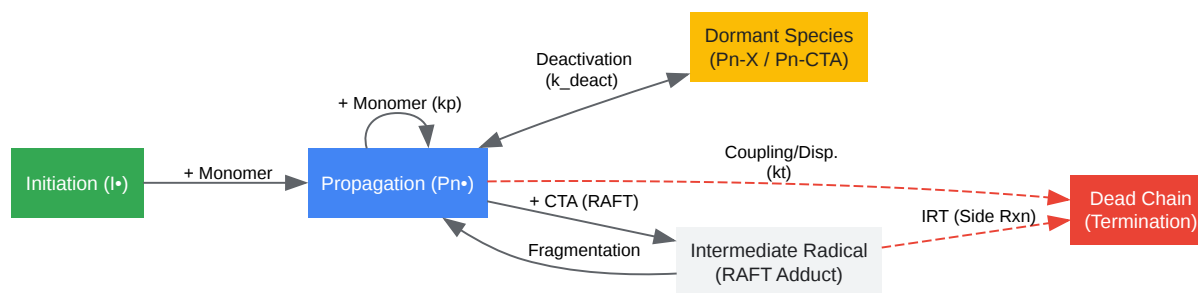 Dormant Species
(Pn-X / Pn-CTA)
Deactivation
(k_deact)
+ Monomer (kp)
Initiation (I•)
+ Monomer
Propagation (Pn•)
Coupling/Disp.
(kt)
+ CTA (RAFT)
Fragmentation
Intermediate Radical
(RAFT Adduct)
IRT (Side Rxn)
Dead Chain
(Termination)